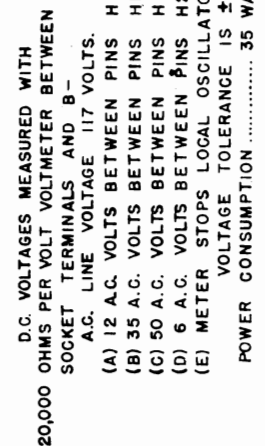 D.C. VOLTAGES MEASURED WITH
20,000 OHMS PER VOLT VOLTMETER BETWEEN
SOCKET TERMINALS AND B-
A.C. LINE VOLTAGE 117 VOLTS.
(A) 12 A.C. VOLTS BETWEEN PINS H
(B) 35 A.C. VOLTS BETWEEN PINS H
(C) 50 A.C. VOLTS BETWEEN PINS H
(D) 6 A.C. VOLTS BETWEEN PINS H
(E) METER STOPS LOCAL OSCILLATO
VOLTAGE TOLERANCE IS ±
POWER CONSUMPTION ............ 35 WA